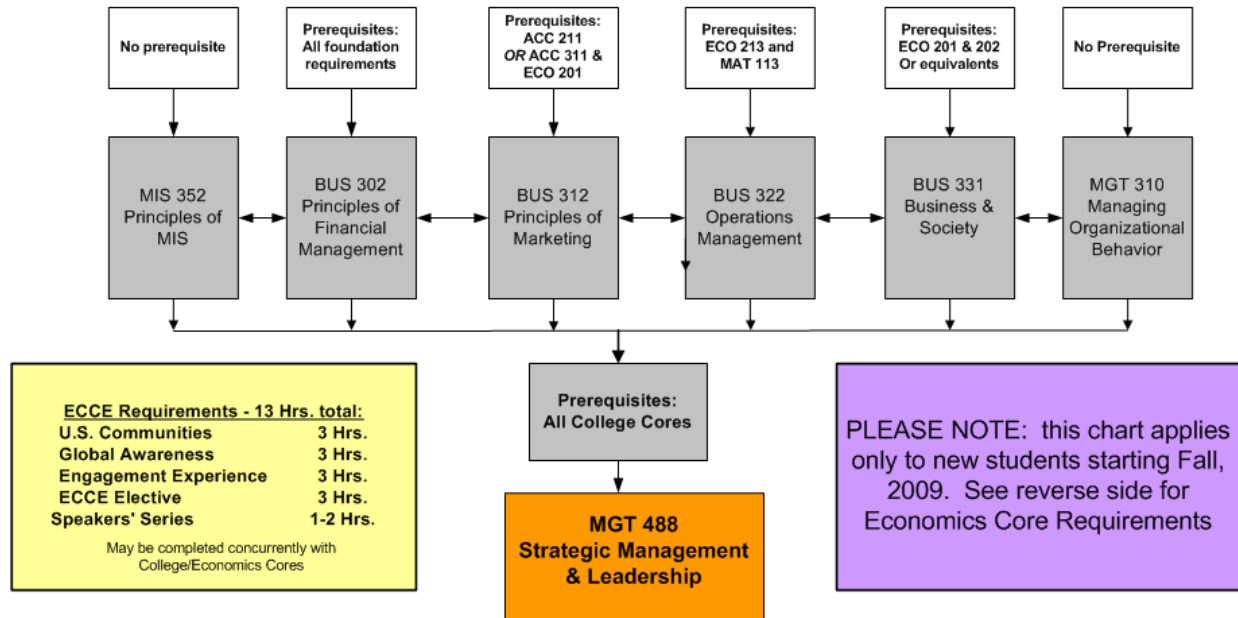 No prerequisite
Prerequisites:
All foundation
requirements
Prerequisites:
ACC 211
OR ACC 311 &
ECO 201
Prerequisites:
ECO 213 and
MAT 113
Prerequisites:
ECO 201 & 202
Or equivalents
No Prerequisite
MIS 352
Principles of
MIS
BUS 302
Principles of
Financial
Management
BUS 312
Principles of
Marketing
BUS 322
Operations
Management
BUS 331
Business &
Society
MGT 310
Managing
Organizational
Behavior
ECCE Requirements - 13 Hrs. total:
U.S. Communities 3 Hrs.
Global Awareness 3 Hrs.
Engagement Experience 3 Hrs.
ECCE Elective 3 Hrs.
Speakers' Series 1-2 Hrs.
May be completed concurrently with
College/Economics Cores
Prerequisites:
All College Cores
MGT 488
Strategic Management
& Leadership
PLEASE NOTE: this chart applies
only to new students starting Fall,
2009. See reverse side for
Economics Core Requirements